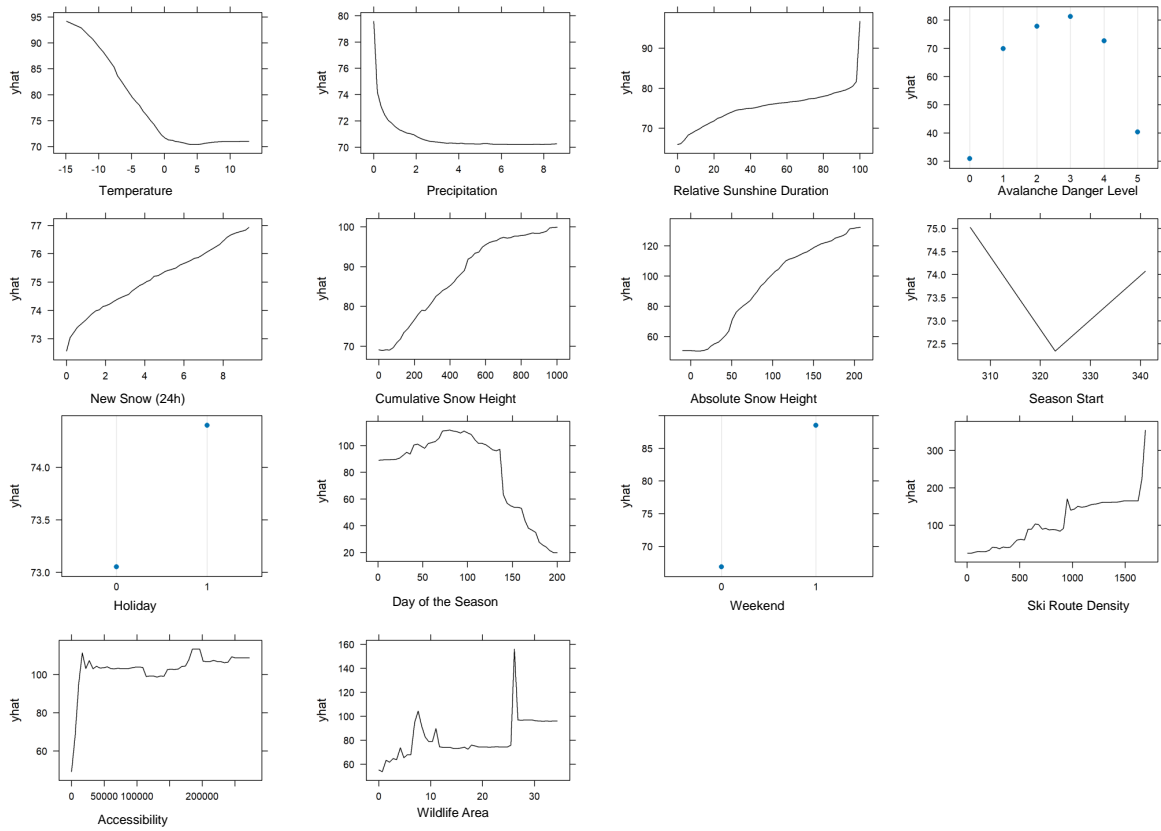 yhat
95
90
85
80
75
70
-15 -10 -5 0 5 10
Temperature
yhat
80
78
76
74
72
70
0 2 4 6 8
Precipitation
yhat
90
80
70
0 20 40 60 80 100
Relative Sunshine Duration
yhat
80
70
60
50
40
30
0 1 2 3 4 5
Avalanche Danger Level
yhat
77
76
75
74
73
0 2 4 6 8
New Snow (24h)
yhat
100
90
80
70
0 200 400 600 800 1000
Cumulative Snow Height
yhat
120
100
80
60
0 50 100 150 200
Absolute Snow Height
yhat
75.0
74.5
74.0
73.5
73.0
72.5
310 320 330 340
Season Start
yhat
74.0
73.5
73.0
0 1
Holiday
yhat
100
80
60
40
20
0 50 100 150 200
Day of the Season
yhat
85
80
75
70
0 1
Weekend
yhat
300
200
100
0 500 1000 1500
Ski Route Density
yhat
100
80
60
0 50000 100000 200000
Accessibility
yhat
160
140
120
100
80
60
0 10 20 30
Wildlife Area